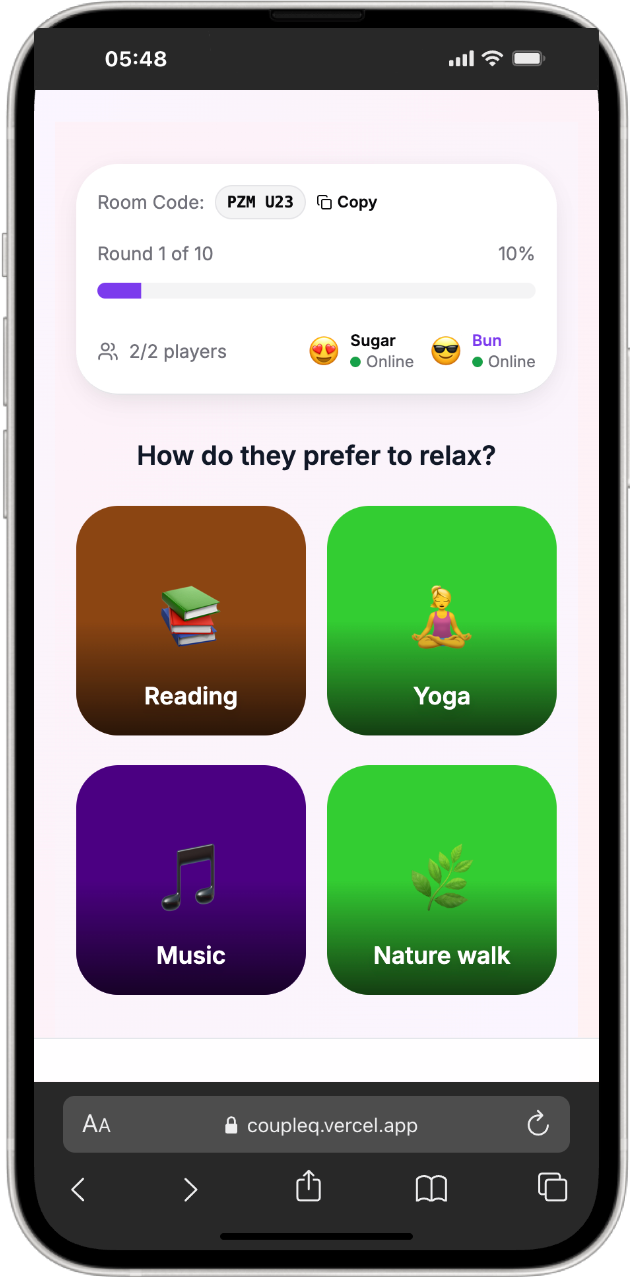 05:48
Room Code: PZM U23 Copy
Round 1 of 10 10%
2/2 players
Sugar
Online
Bun
Online
How do they prefer to relax?
Reading
Yoga
Music
Nature walk
AA coupleq.vercel.app